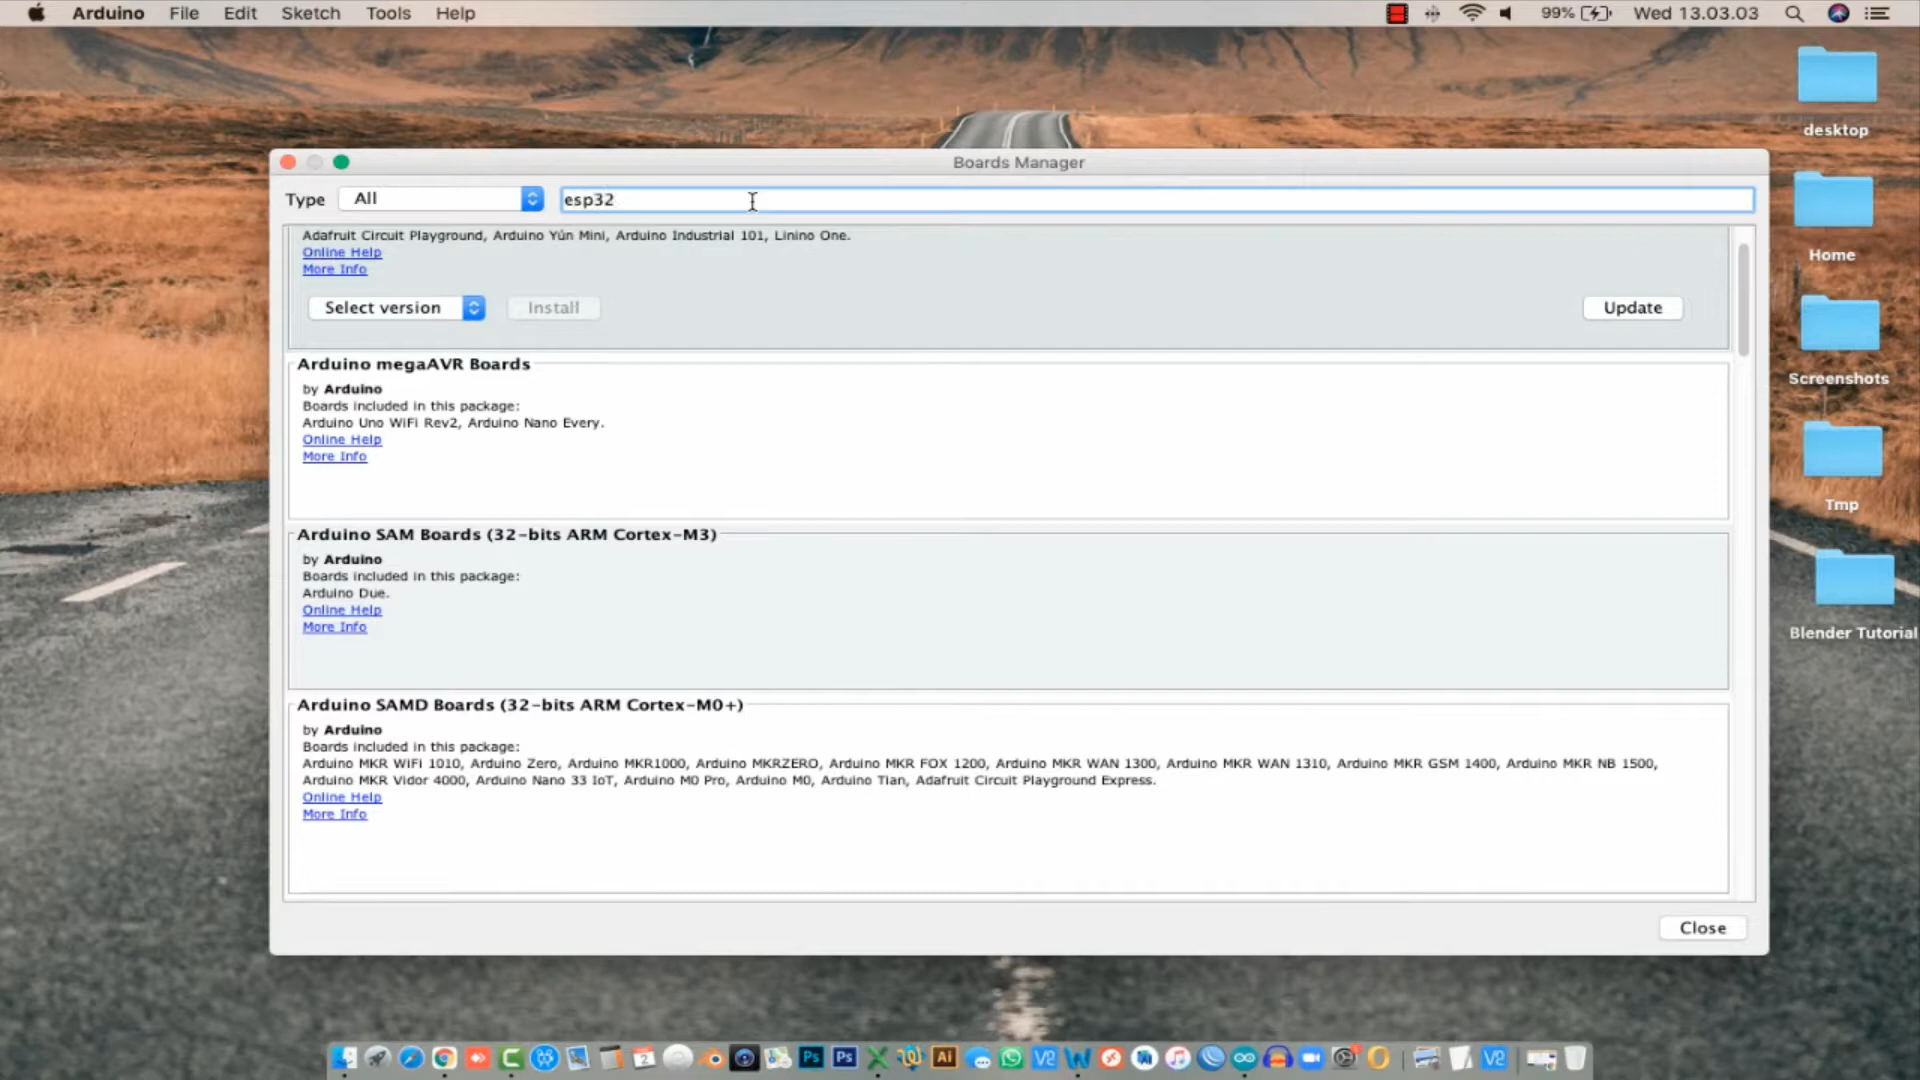 Arduino File Edit Sketch Tools Help 99% Wed 13.03.03
desktop
Boards Manager
Type All esp32
Adafruit Circuit Playground, Arduino Yún Mini, Arduino Industrial 101, Linino One.
Online Help
More Info
Select version Install Update
Home
Arduino megaAVR Boards
by Arduino
Boards included in this package:
Arduino Uno WiFi Rev2, Arduino Nano Every.
Online Help
More Info
Screenshots
Tmp
Arduino SAM Boards (32-bits ARM Cortex-M3)
by Arduino
Boards included in this package:
Arduino Due.
Online Help
More Info
Blender Tutorial
Arduino SAMD Boards (32-bits ARM Cortex-M0+)
by Arduino
Boards included in this package:
Arduino MKR WiFi 1010, Arduino Zero, Arduino MKR1000, Arduino MKRZERO, Arduino MKR FOX 1200, Arduino MKR WAN 1300, Arduino MKR WAN 1310, Arduino MKR GSM 1400, Arduino MKR NB 1500,
Arduino MKR Vidor 4000, Arduino Nano 33 IoT, Arduino M0 Pro, Arduino M0, Arduino Tian, Adafruit Circuit Playground Express.
Online Help
More Info
Close
2 Ps Ps Ai